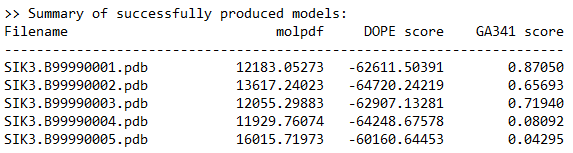 >> Summary of successfully produced models:
Filename                          molpdf     DOPE score    GA341 score
----------------------------------------------------------------------
SIK3.B99990001.pdb           12183.05273   -62611.50391        0.87050
SIK3.B99990002.pdb           13617.24023   -64720.24219        0.65693
SIK3.B99990003.pdb           12055.29883   -62907.13281        0.71940
SIK3.B99990004.pdb           11929.76074   -64248.67578        0.08092
SIK3.B99990005.pdb           16015.71973   -60160.64453        0.04295